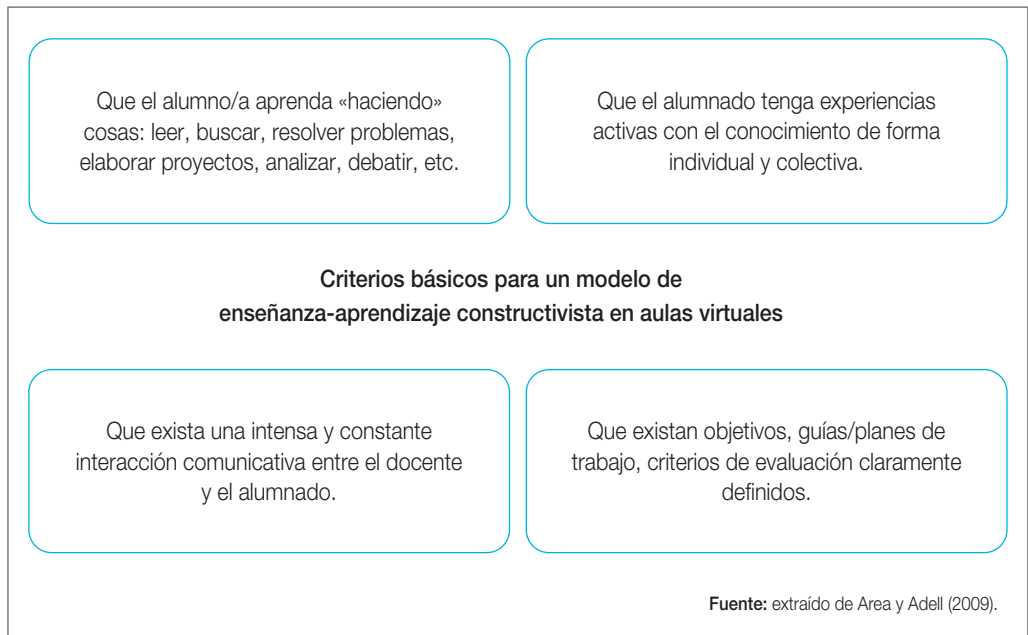 Que el alumno/a aprenda «haciendo»
cosas: leer, buscar, resolver problemas,
elaborar proyectos, analizar, debatir, etc.
Que el alumnado tenga experiencias
activas con el conocimiento de forma
individual y colectiva.
Criterios básicos para un modelo de
enseñanza-aprendizaje constructivista en aulas virtuales
Que exista una intensa y constante
interacción comunicativa entre el docente
y el alumnado.
Que existan objetivos, guías/planes de
trabajo, criterios de evaluación claramente
definidos.
Fuente: extraído de Area y Adell (2009).